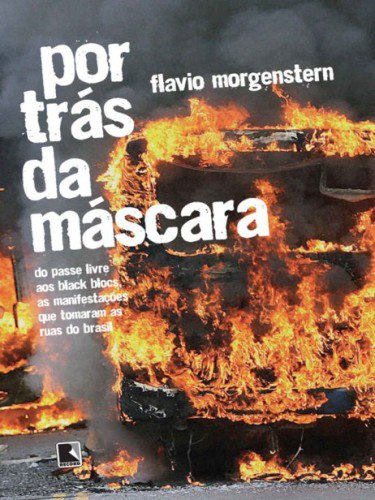 por
trás
da
máscara
flavio morgenstern
do passe livre
aos black blocs,
as manifestações
que tomaram as
ruas do brasil
RECORD